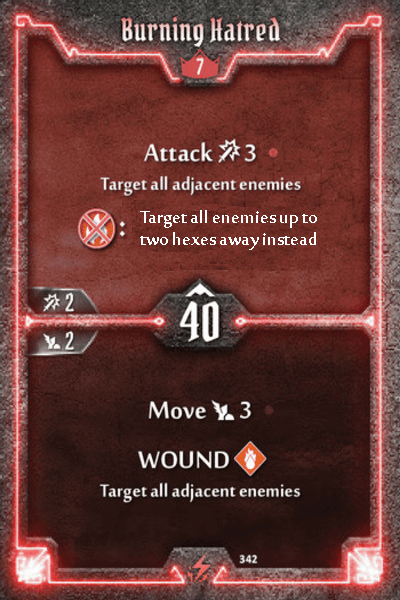 Burning Hatred
7
Attack 3
Target all adjacent enemies
: Target all enemies up to
two hexes away instead
2
40
2
Move 3
WOUND
Target all adjacent enemies
342